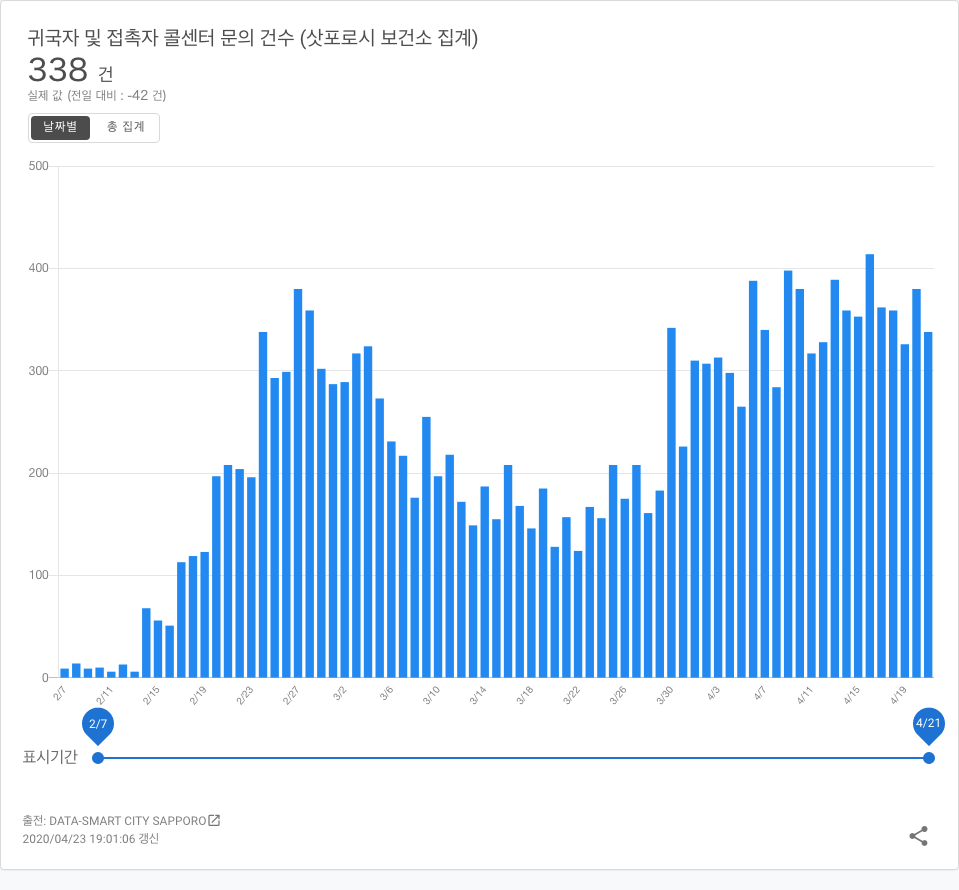 귀국자 및 접촉자 콜센터 문의 건수 (삿포로시 보건소 집계)
338 건
실제 값 (전일 대비 : -42 건)
날짜별 총 집계
500
400
300
200
100
0
2/7 2/11 2/15 2/19 2/23 2/27 3/2 3/6 3/10 3/14 3/18 3/22 3/26 3/30 4/3 4/7 4/11 4/15 4/19
2/7 4/21
표시기간
출전: DATA-SMART CITY SAPPORO
2020/04/23 19:01:06 갱신